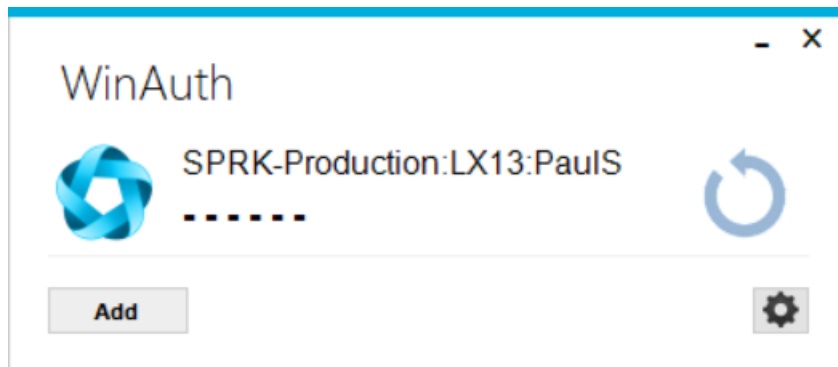 WinAuth
SPRK-Production:LX13:PaulS
- - - - - -
Add